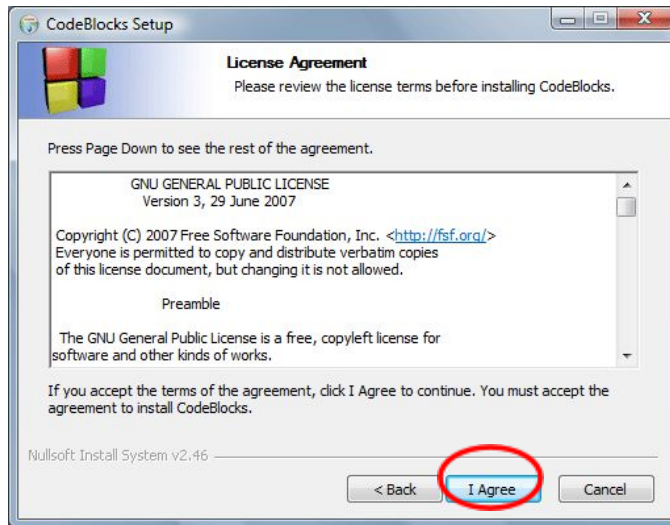 CodeBlocks Setup
License Agreement
Please review the license terms before installing CodeBlocks.
Press Page Down to see the rest of the agreement.
GNU GENERAL PUBLIC LICENSE
Version 3, 29 June 2007
Copyright (C) 2007 Free Software Foundation, Inc. <http://fsf.org/>
Everyone is permitted to copy and distribute verbatim copies
of this license document, but changing it is not allowed.
Preamble
The GNU General Public License is a free, copyleft license for
software and other kinds of works.
If you accept the terms of the agreement, click I Agree to continue. You must accept the
agreement to install CodeBlocks.
Nullsoft Install System v2.46
< Back I Agree Cancel